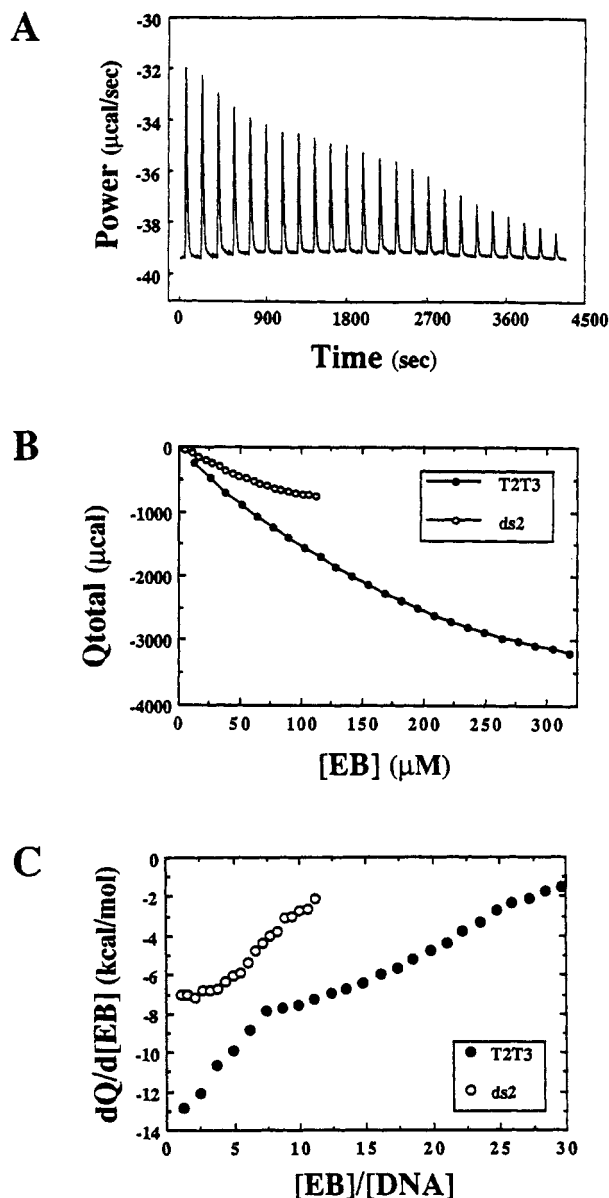 A
Power (μcal/sec)
-30
-32
-34
-36
-38
-40
0 900 1800 2700 3600 4500
Time (sec)
B
Qtotal (μcal)
0
-1000
-2000
-3000
-4000
T2T3
ds2
0 50 100 150 200 250 300
[EB] (μM)
C
dQ/d[EB] (kcal/mol)
0
-2
-4
-6
-8
-10
-12
-14
T2T3
ds2
0 5 10 15 20 25 30
[EB]/[DNA]